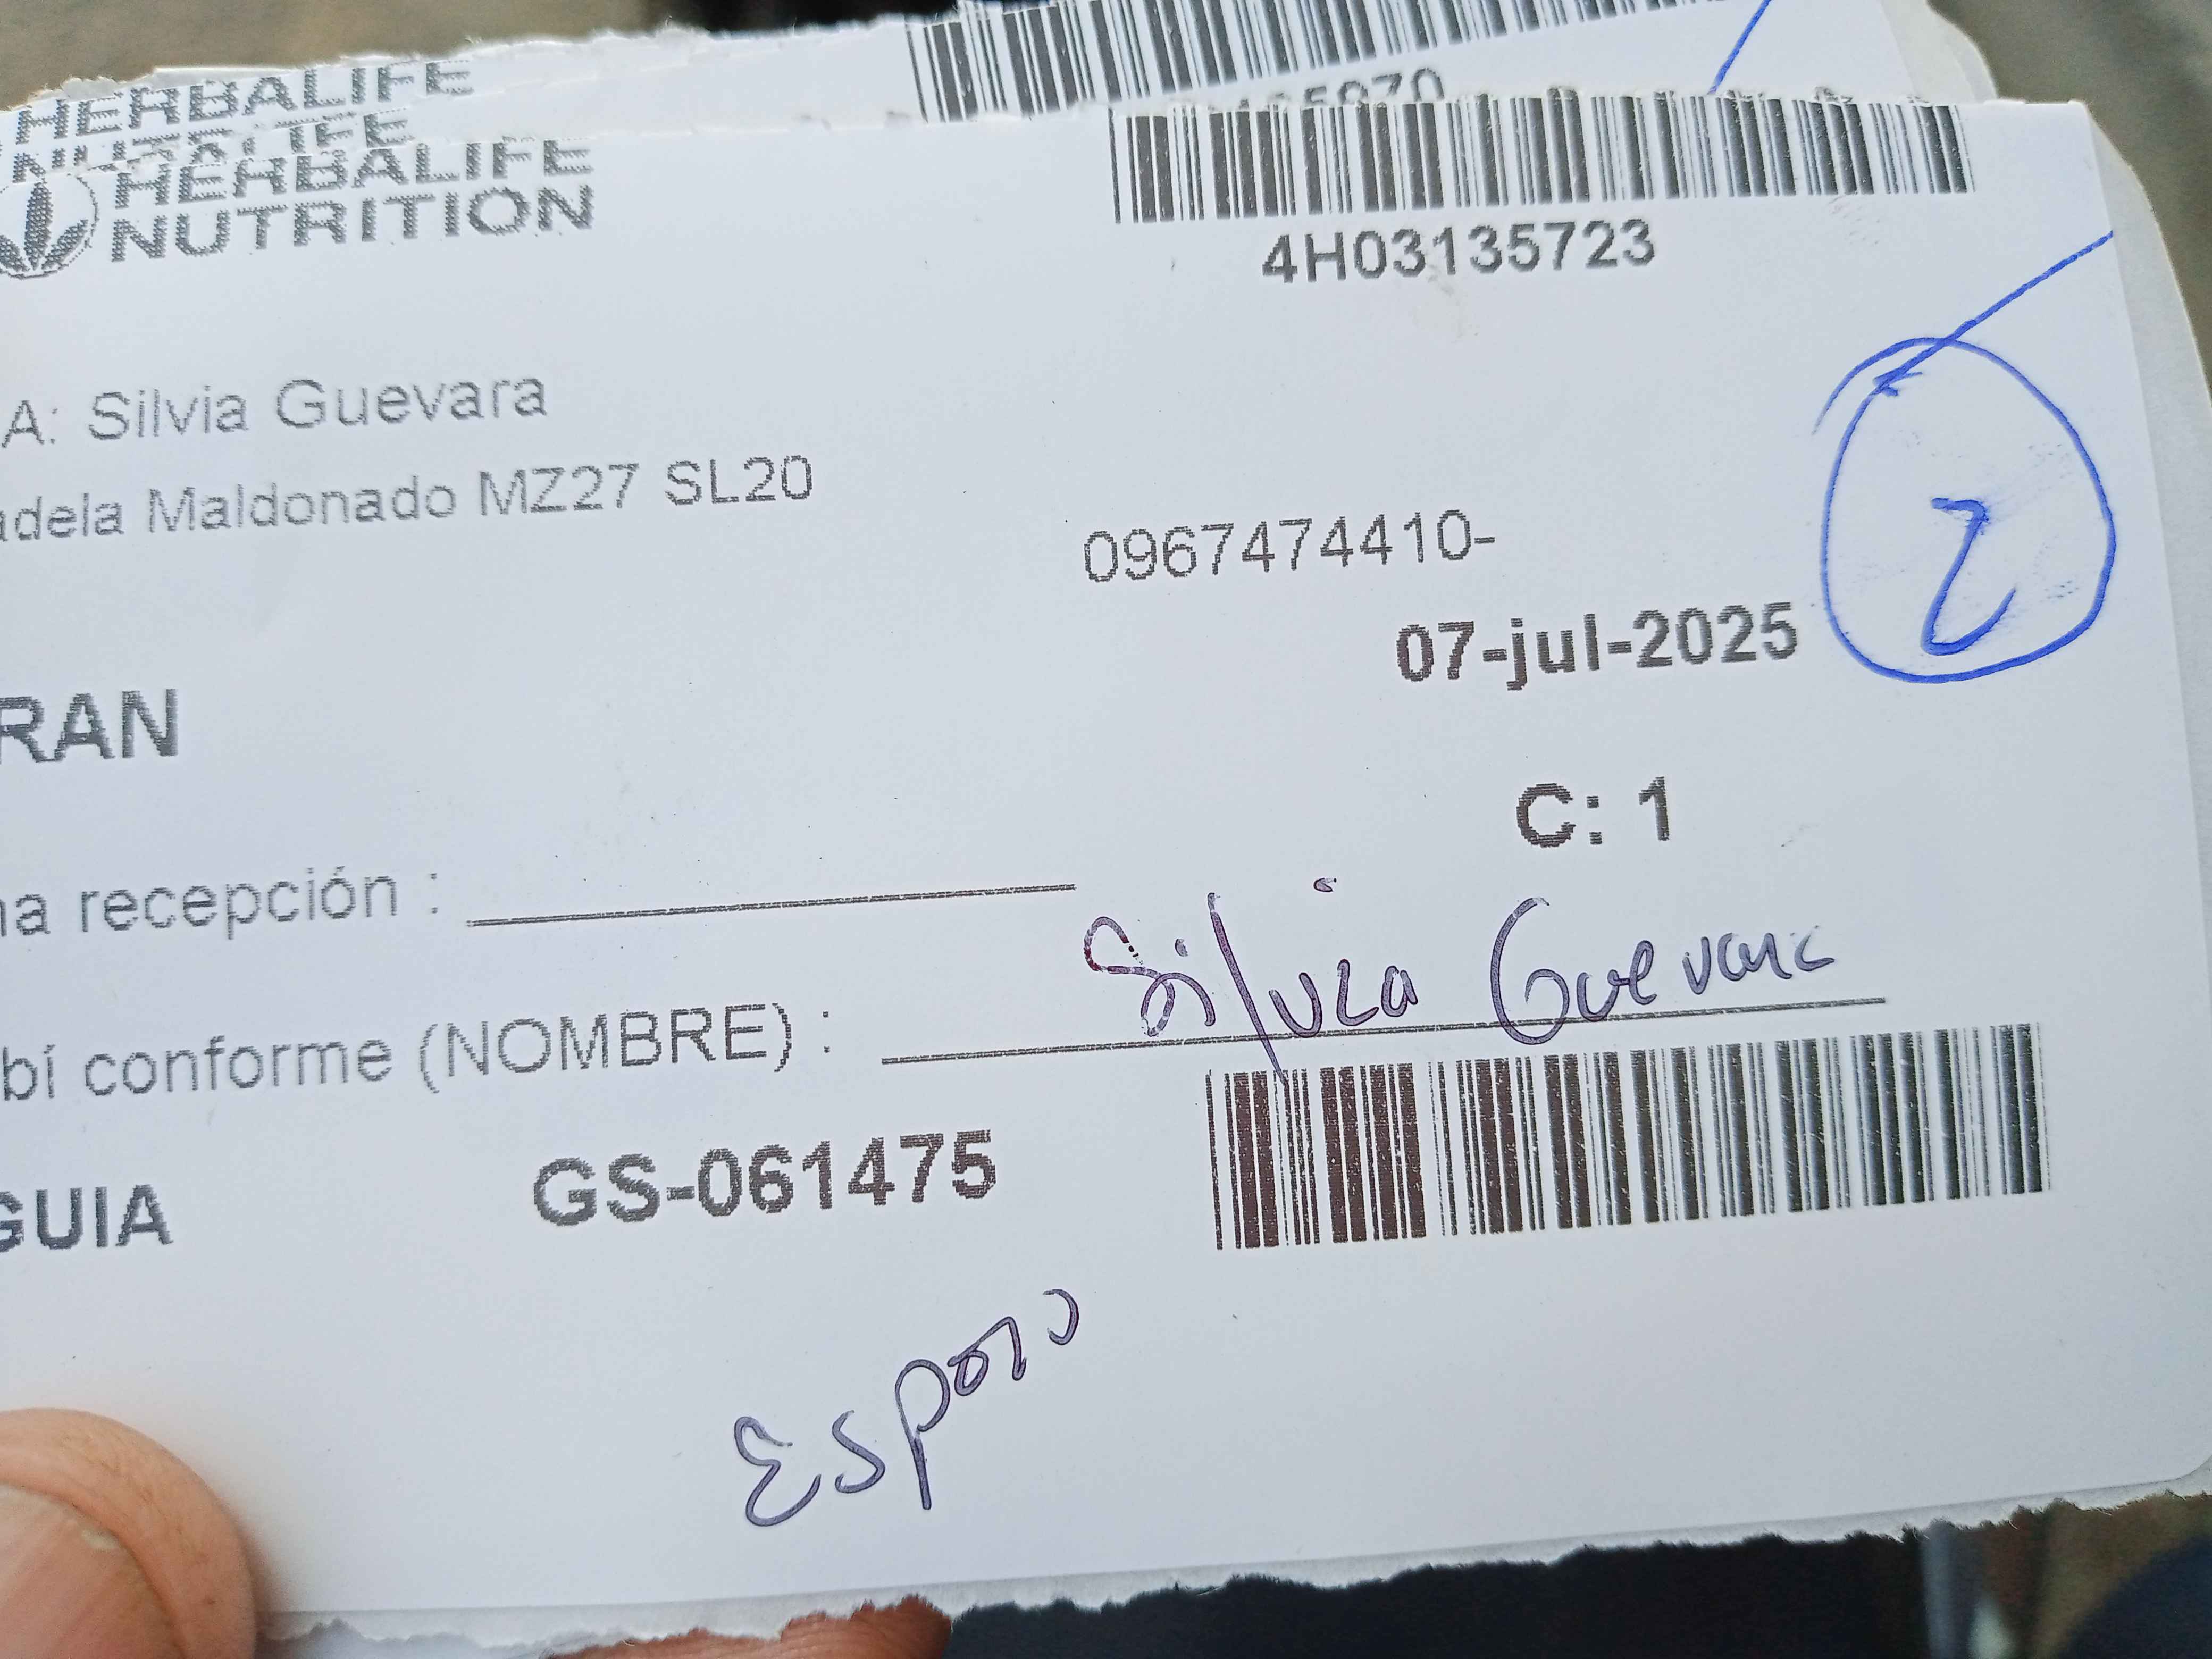 HERBALIFE
HERBALIFE
NUTRITION
4H03135723
A: Silvia Guevara
adela Maldonado MZ27 SL20
0967474410-
07-jul-2025
2
RAN
C: 1
a recepción :
bí conforme (NOMBRE) : Silvia Guevara
GUIA GS-061475
Esposo